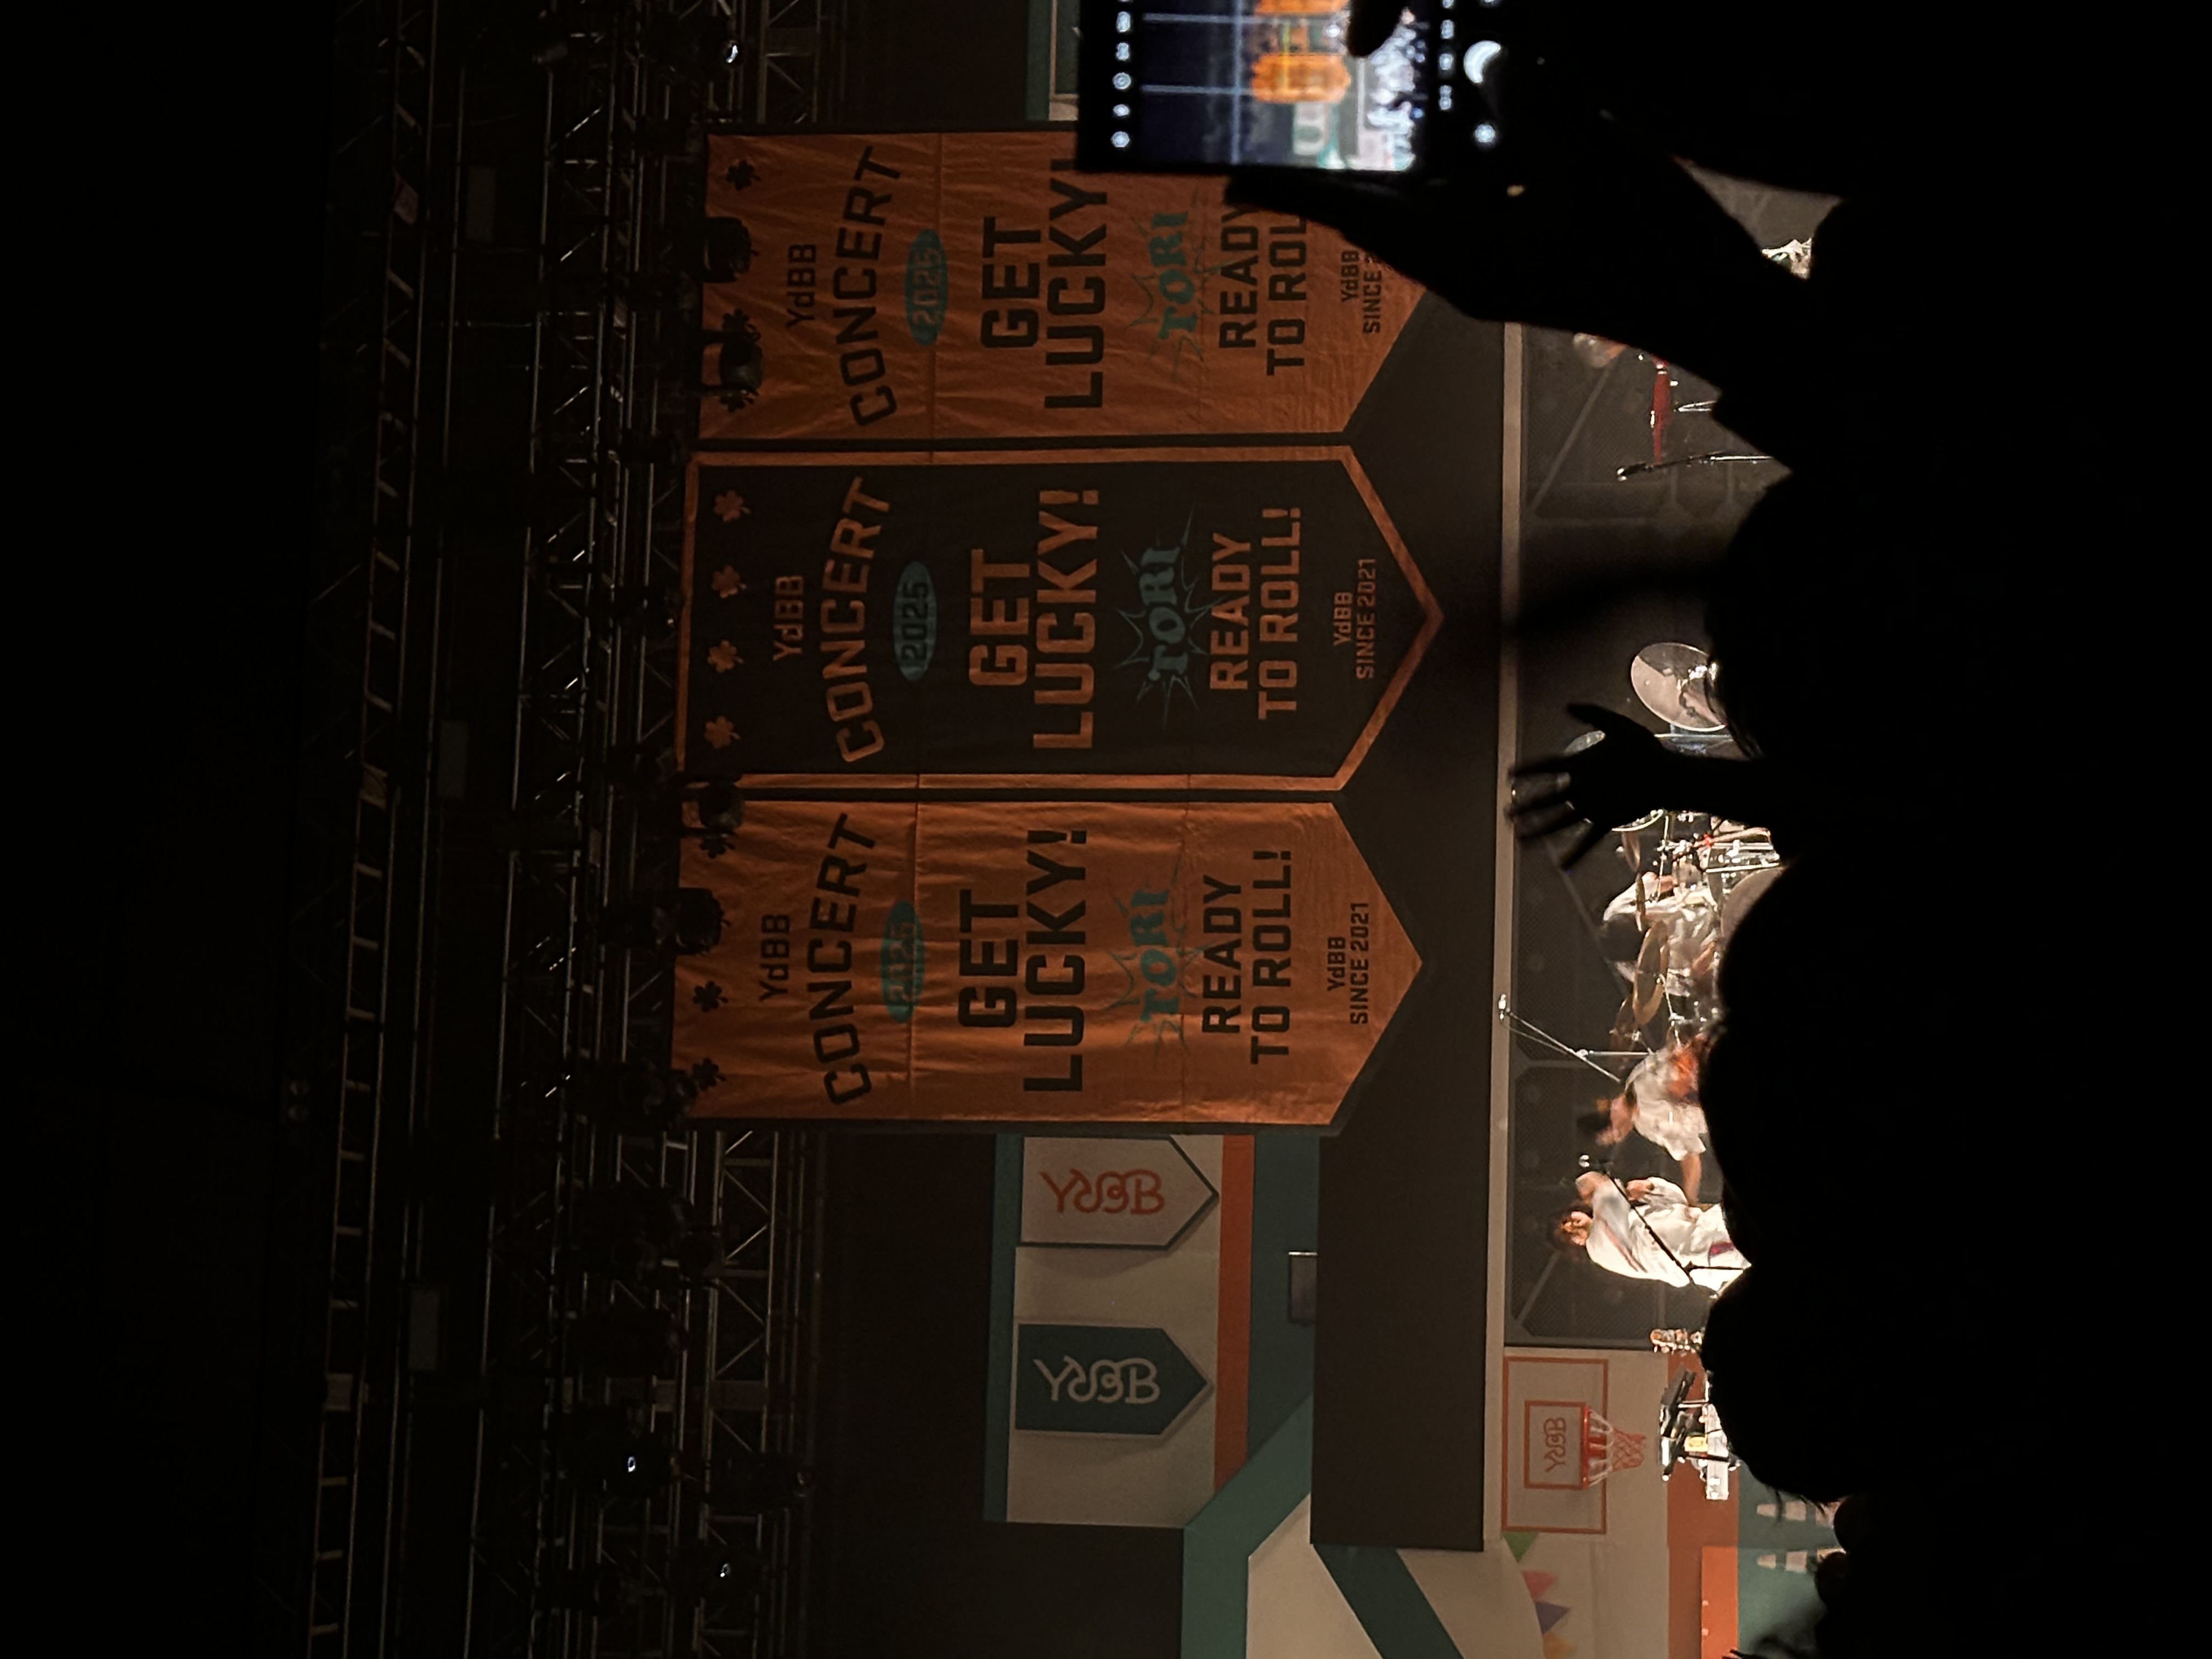 YdBB
CONCERT
2025
GET
LUCKY!
TORI
READY
TO ROLL!
YdBB
SINCE 2021
YdBB
CONCERT
2025
GET
LUCKY!
TORI
READY
TO ROLL!
YdBB
SINCE 2021
YdBB
CONCERT
2025
GET
LUCKY!
TORI
READY
TO ROL
YdBB
SINCE 2
YdBB
YdBB
YdBB